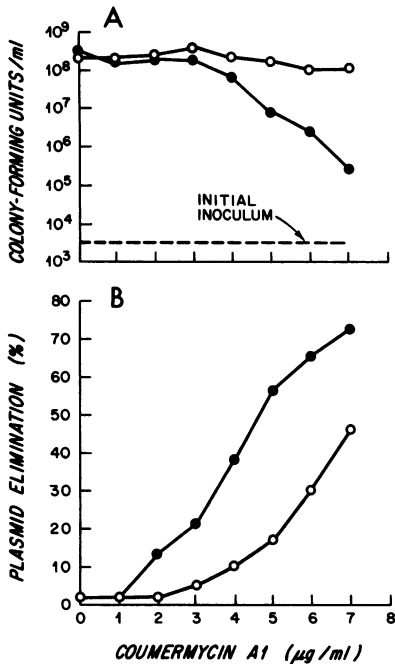 A
COLONY-FORMING UNITS/ml
10⁹
10⁸
10⁷
10⁶
10⁵
10⁴
10³
INITIAL
INOCULUM
B
PLASMID ELIMINATION (%)
80
70
60
50
40
30
20
10
0
0 1 2 3 4 5 6 7 8
COUMERMYCIN A1 (μg/ml)